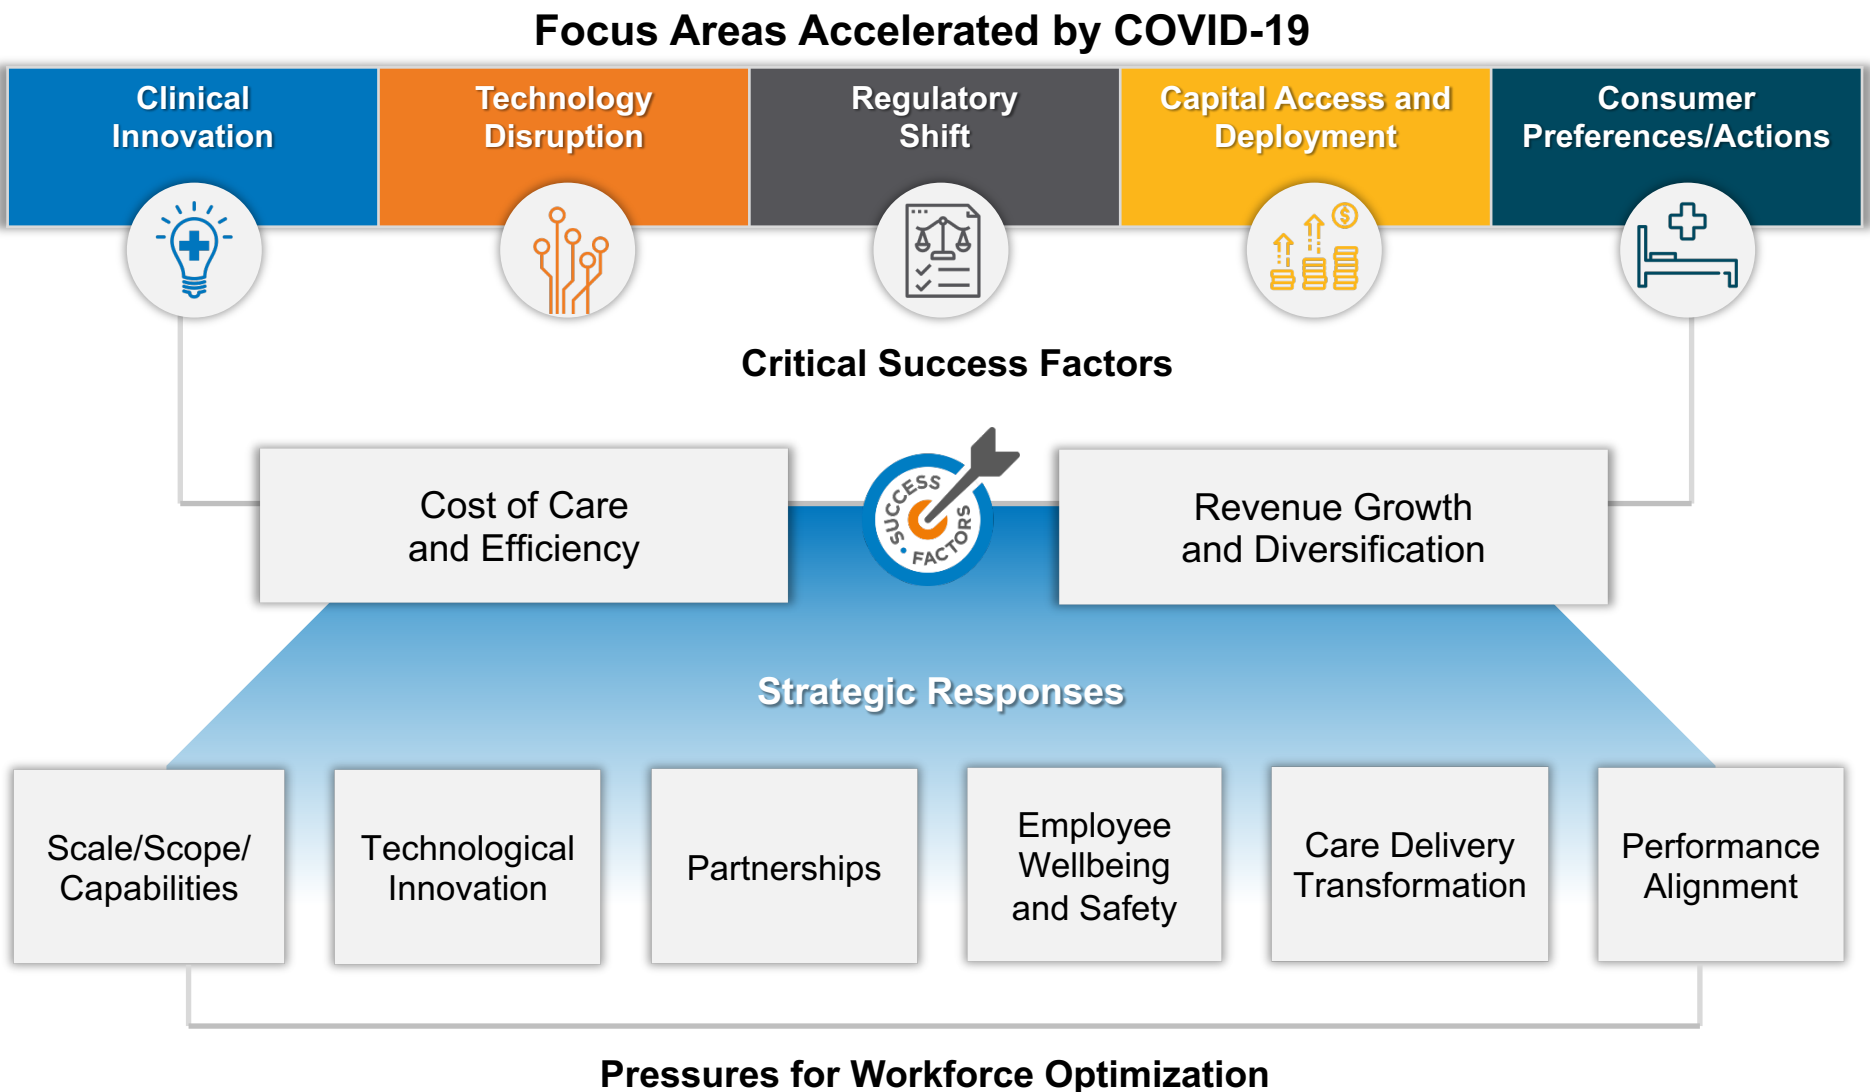 Focus Areas Accelerated by COVID-19
Clinical
Innovation
Technology
Disruption
Regulatory
Shift
Capital Access and
Deployment
Consumer
Preferences/Actions
$
Critical Success Factors
Cost of Care
and Efficiency
SUCCESS
• FACTORS
Revenue Growth
and Diversification
Strategic Responses
Scale/Scope/
Capabilities
Technological
Innovation
Partnerships
Employee
Wellbeing
and Safety
Care Delivery
Transformation
Performance
Alignment
Pressures for Workforce Optimization